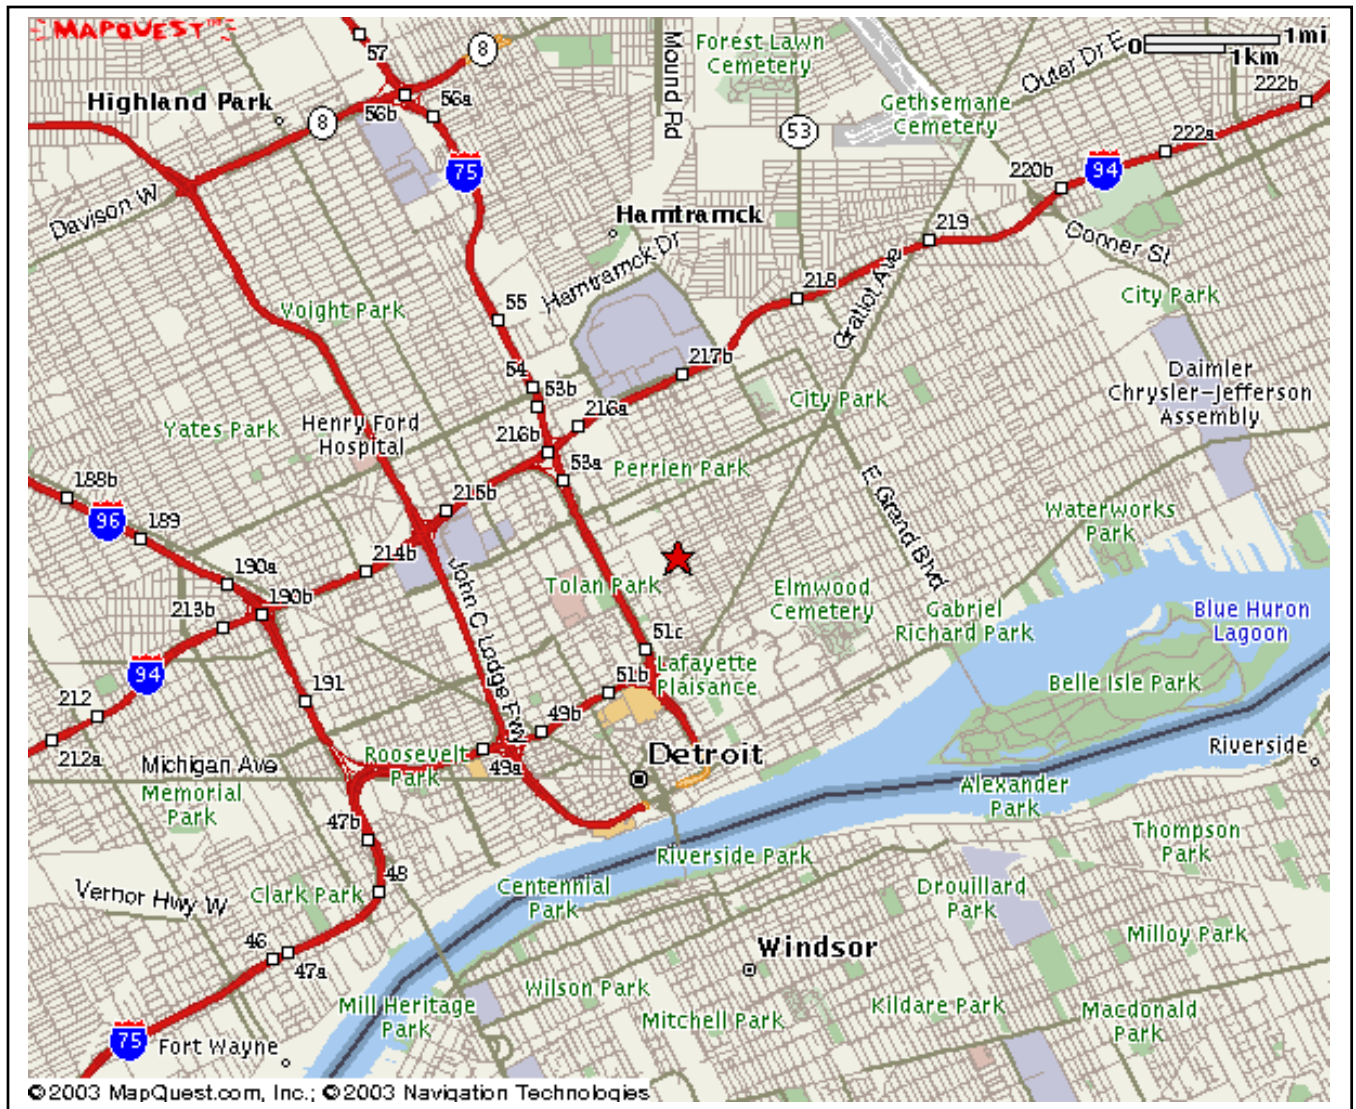 MAPQUEST
57
8
Forest Lawn
Cemetery
Mound Rd
0
1mi
1km
Outer Dr E
222b
Highland Park
8
56b
56a
Gethsemane
Cemetery
53
222a
75
220b
94
Davison W
Hamtramck
219
Conner St
Hamtramck Dr
Gratiot Ave
218
City Park
Voight Park
55
217b
54
53b
Daimler
Chrysler-Jefferson
Assembly
City Park
216a
Yates Park
Henry Ford
Hospital
216b
53a
Perrien Park
188b
215b
E Grand Blvd
96
189
Waterworks
Park
214b
190a
John C Lodge Fwy
Tolan Park
Elmwood
Cemetery
190b
213b
Gabriel
Richard Park
Blue Huron
Lagoon
51c
94
Lafayette
Plaisance
51b
Belle Isle Park
212
191
49b
Riverside
212a
Michigan Ave
Roosevelt
Park
49a
Detroit
Memorial
Park
Alexander
Park
47b
Thompson
Park
Riverside Park
48
Vernor Hwy W
Clark Park
Centennial
Park
Drouillard
Park
46
47a
Windsor
Milloy Park
Wilson Park
Mill Heritage
Park
Mitchell Park
Kildare Park
Macdonald
Park
75
Fort Wayne
©2003 MapQuest.com, Inc.; ©2003 Navigation Technologies